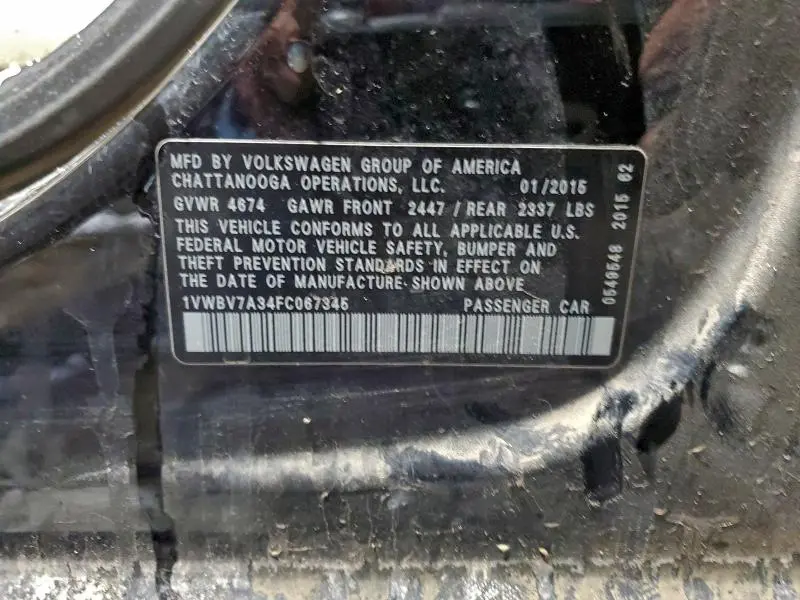 MFD BY VOLKSWAGEN GROUP OF AMERICA
CHATTANOOGA OPERATIONS, LLC. 01/2015
GVWR 4674 GAWR FRONT 2447 / REAR 2337 LBS
THIS VEHICLE CONFORMS TO ALL APPLICABLE U.S.
FEDERAL MOTOR VEHICLE SAFETY, BUMPER AND
THEFT PREVENTION STANDARDS IN EFFECT ON
THE DATE OF MANUFACTURE SHOWN ABOVE
1VWBV7A34FC067345 PASSENGER CAR
0549548 2015 62